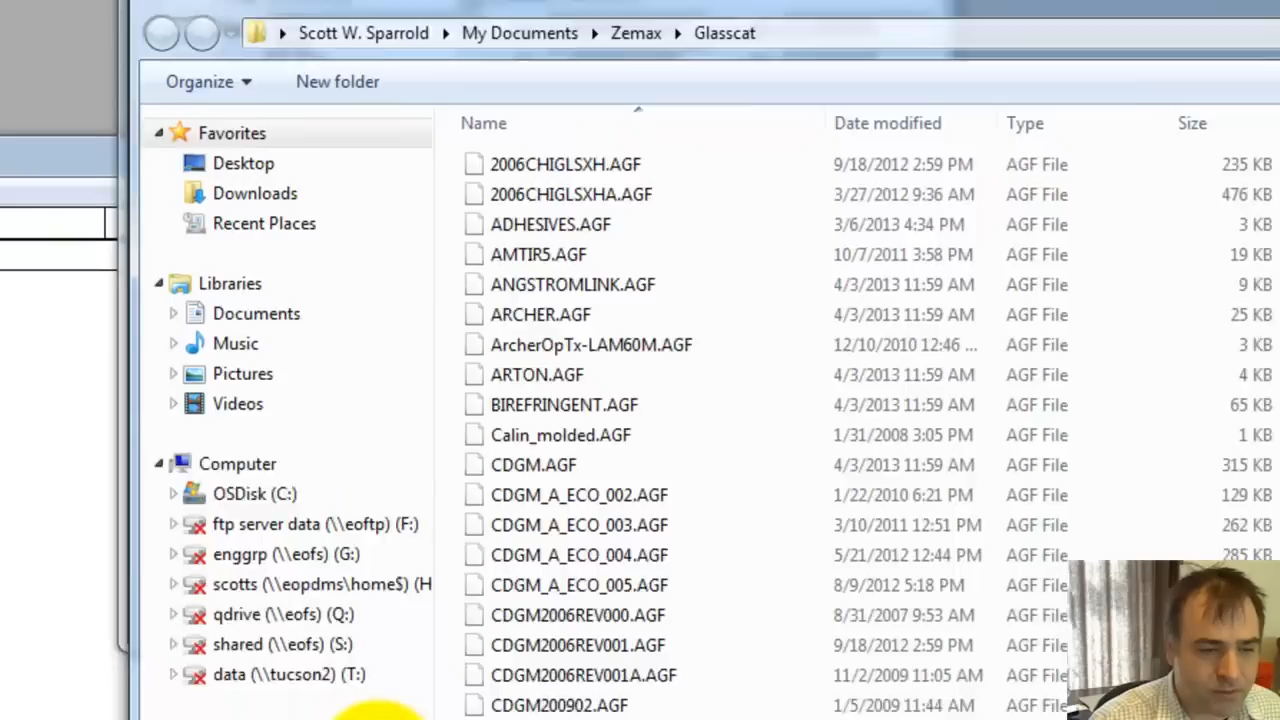 Scott W. Sparrold My Documents Zemax Glasscat
Organize New folder
Name Date modified Type Size
Favorites
Desktop
Downloads
Recent Places
Libraries
Documents
Music
Pictures
Videos
Computer
OSDisk (C:)
ftp server data (\\eoftp) (F:)
enggrp (\\eofs) (G:)
scotts (\\eopdms\home$) (H
qdrive (\\eofs) (Q:)
shared (\\eofs) (S:)
data (\\tucson2) (T:)
2006CHIGLSXH.AGF 9/18/2012 2:59 PM AGF File 235 KB
2006CHIGLSXHA.AGF 3/27/2012 9:36 AM AGF File 476 KB
ADHESIVES.AGF 3/6/2013 4:34 PM AGF File 3 KB
AMTIR5.AGF 10/7/2011 3:58 PM AGF File 19 KB
ANGSTROMLINK.AGF 4/3/2013 11:59 AM AGF File 9 KB
ARCHER.AGF 4/3/2013 11:59 AM AGF File 25 KB
ArcherOpTx-LAM60M.AGF 12/10/2010 12:46 ... AGF File 3 KB
ARTON.AGF 4/3/2013 11:59 AM AGF File 4 KB
BIREFRINGENT.AGF 4/3/2013 11:59 AM AGF File 65 KB
Calin_molded.AGF 1/31/2008 3:05 PM AGF File 1 KB
CDGM.AGF 4/3/2013 11:59 AM AGF File 315 KB
CDGM_A_ECO_002.AGF 1/22/2010 6:21 PM AGF File 129 KB
CDGM_A_ECO_003.AGF 3/10/2011 12:51 PM AGF File 262 KB
CDGM_A_ECO_004.AGF 5/21/2012 12:44 PM AGF File 285 KB
CDGM_A_ECO_005.AGF 8/9/2012 5:18 PM AGF File
CDGM2006REV000.AGF 8/31/2007 9:53 AM AGF File
CDGM2006REV001.AGF 9/18/2012 2:59 PM AGF File
CDGM2006REV001A.AGF 11/2/2009 11:05 AM AGF File
CDGM200902.AGF 1/5/2009 11:44 AM AGF File